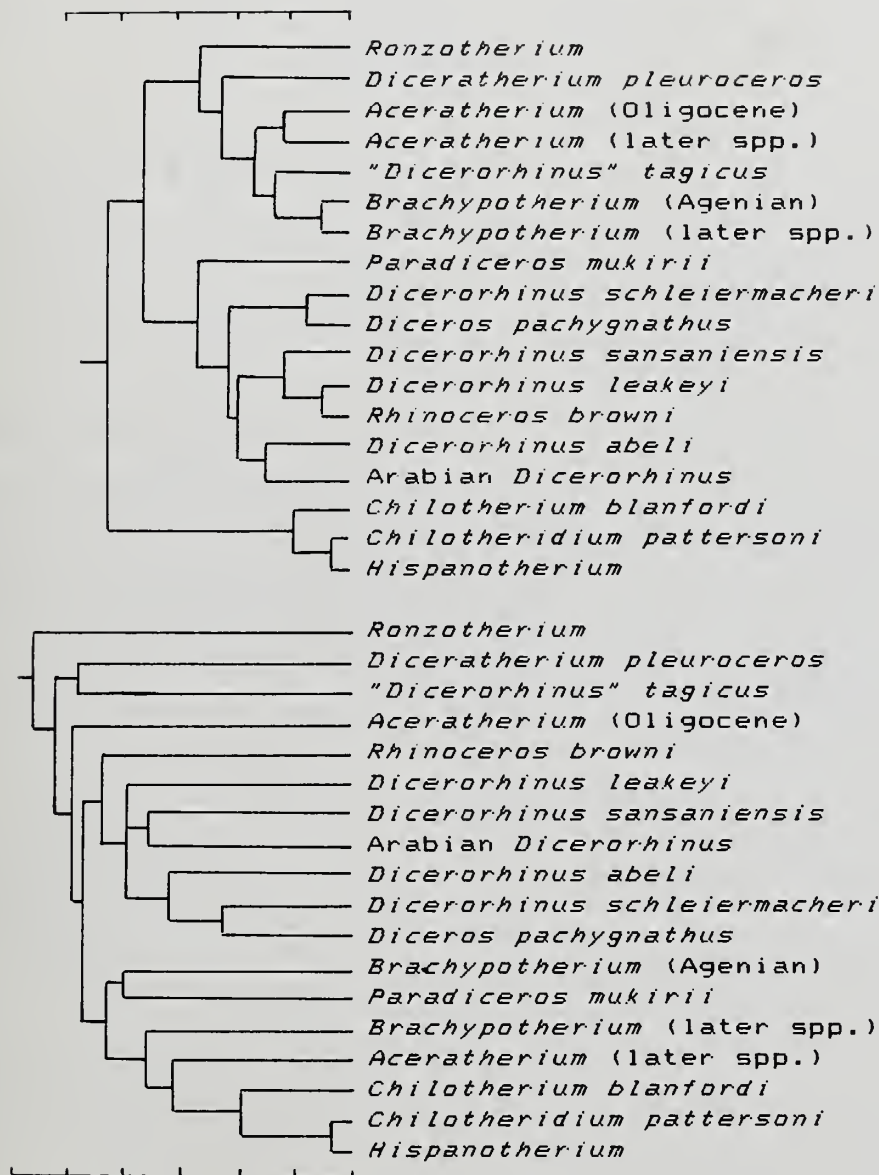 Ronzotherium
Diceratherium pleuroceros
Aceratherium (Oligocene)
Aceratherium (later spp.)
"Dicerorhinus" tagicus
Brachypotherium (Agenian)
Brachypotherium (later spp.)
Paradiceros mukirii
Dicerorhinus schleiermacheri
Diceros pachygnathus
Dicerorhinus sansaniensis
Dicerorhinus leakeyi
Rhinoceros browni
Dicerorhinus abeli
Arabian Dicerorhinus
Chilotherium blanfordi
Chilotheridium pattersoni
Hispanotherium
Ronzotherium
Diceratherium pleuroceros
"Dicerorhinus" tagicus
Aceratherium (Oligocene)
Rhinoceros browni
Dicerorhinus leakeyi
Dicerorhinus sansaniensis
Arabian Dicerorhinus
Dicerorhinus abeli
Dicerorhinus schleiermacheri
Diceros pachygnathus
Brachypotherium (Agenian)
Paradiceros mukirii
Brachypotherium (later spp.)
Aceratherium (later spp.)
Chilotherium blanfordi
Chilotheridium pattersoni
Hispanotherium